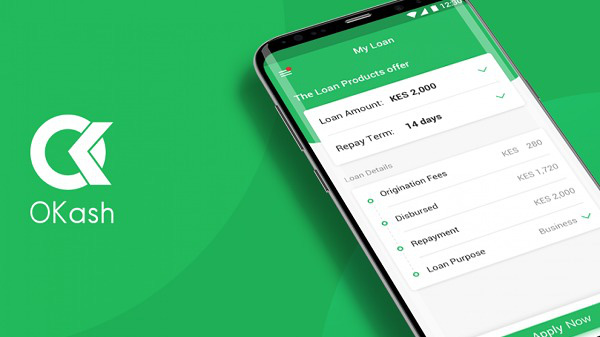 OKash
12:30
My Loan
The Loan Products offer
Loan Amount: KES 2,000
Repay Term: 14 days
Loan Details
Origination Fees KES 280
Disbursed KES 1,720
Repayment KES 2,000
Loan Purpose Business
Apply Now